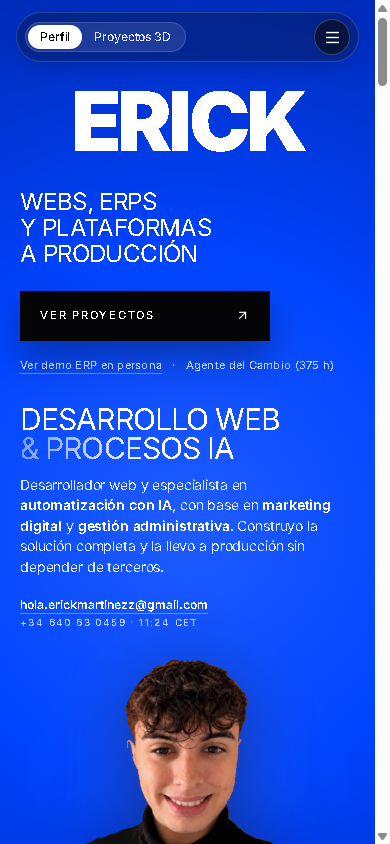 Perfil Proyectos 3D
ERICK
WEBS, ERPS
Y PLATAFORMAS
A PRODUCCIÓN
VER PROYECTOS
Ver demo ERP en persona · Agente del Cambio (375 h)
DESARROLLO WEB
& PROCESOS IA
Desarrollador web y especialista en
automatización con IA, con base en marketing
digital y gestión administrativa. Construyo la
solución completa y la llevo a producción sin
depender de terceros.
hola.erickmartinezz@gmail.com
+34 640 63 0459 · 11:24 CET